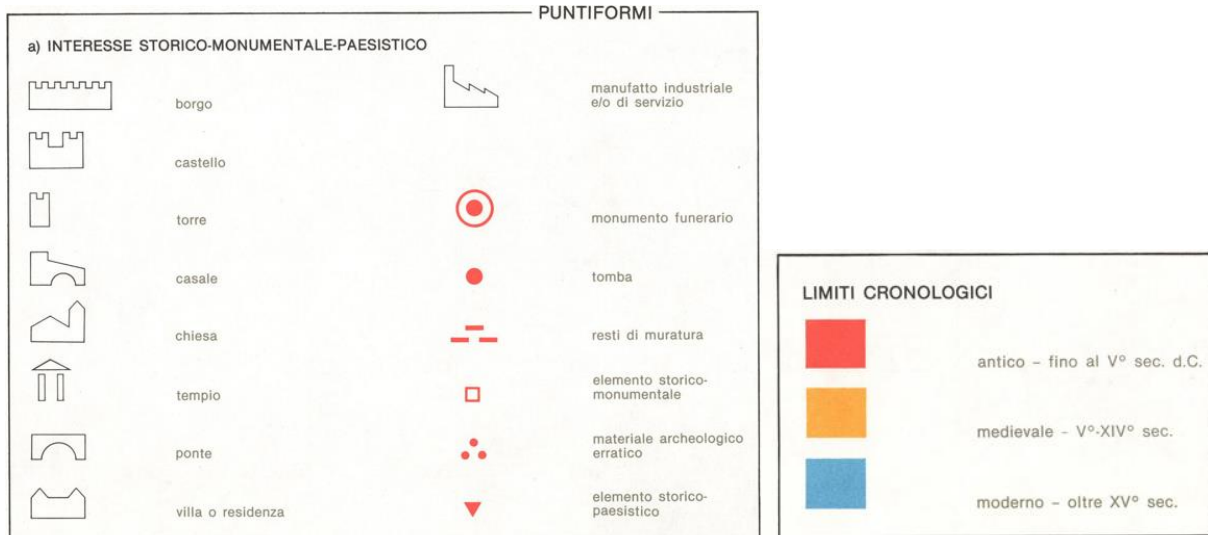 PUNTIFORMI
a) INTERESSE STORICO-MONUMENTALE-PAESISTICO
borgo
castello
torre
casale
chiesa
tempio
ponte
villa o residenza
manufatto industriale
e/o di servizio
monumento funerario
tomba
resti di muratura
elemento storico-
monumentale
materiale archeologico
erratico
elemento storico-
paesistico
LIMITI CRONOLOGICI
antico – fino al V° sec. d.C.
medievale – V°-XIV° sec.
moderno – oltre XV° sec.